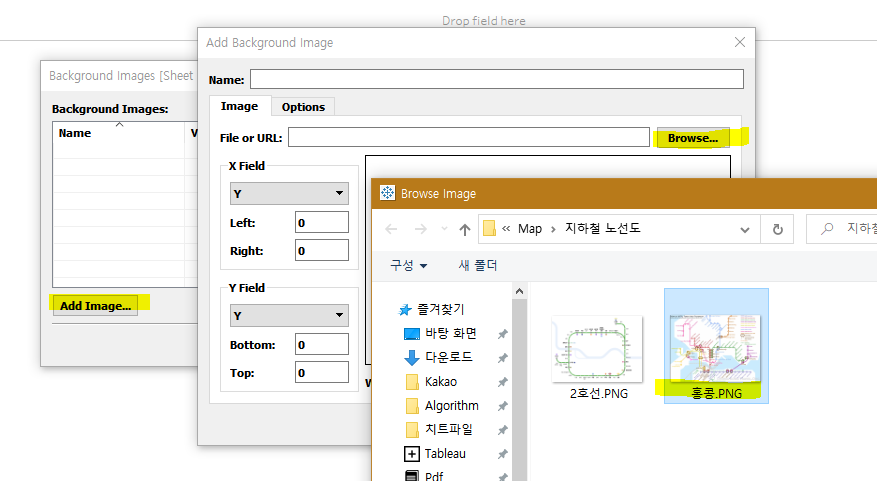 Drop field here
Add Background Image
Background Images [Sheet
Name:
Background Images:
Image Options
Name V
File or URL: Browse...
X Field
Y
Left: 0
Right: 0
Y Field
Y
Bottom: 0
Top: 0
Add Image...
W
Browse Image
« Map › 지하철 노선도
지하철
구성 새 폴더
즐겨찾기
바탕 화면
다운로드
Kakao
Algorithm
치트파일
Tableau
Pdf
2호선.PNG
홍콩.PNG